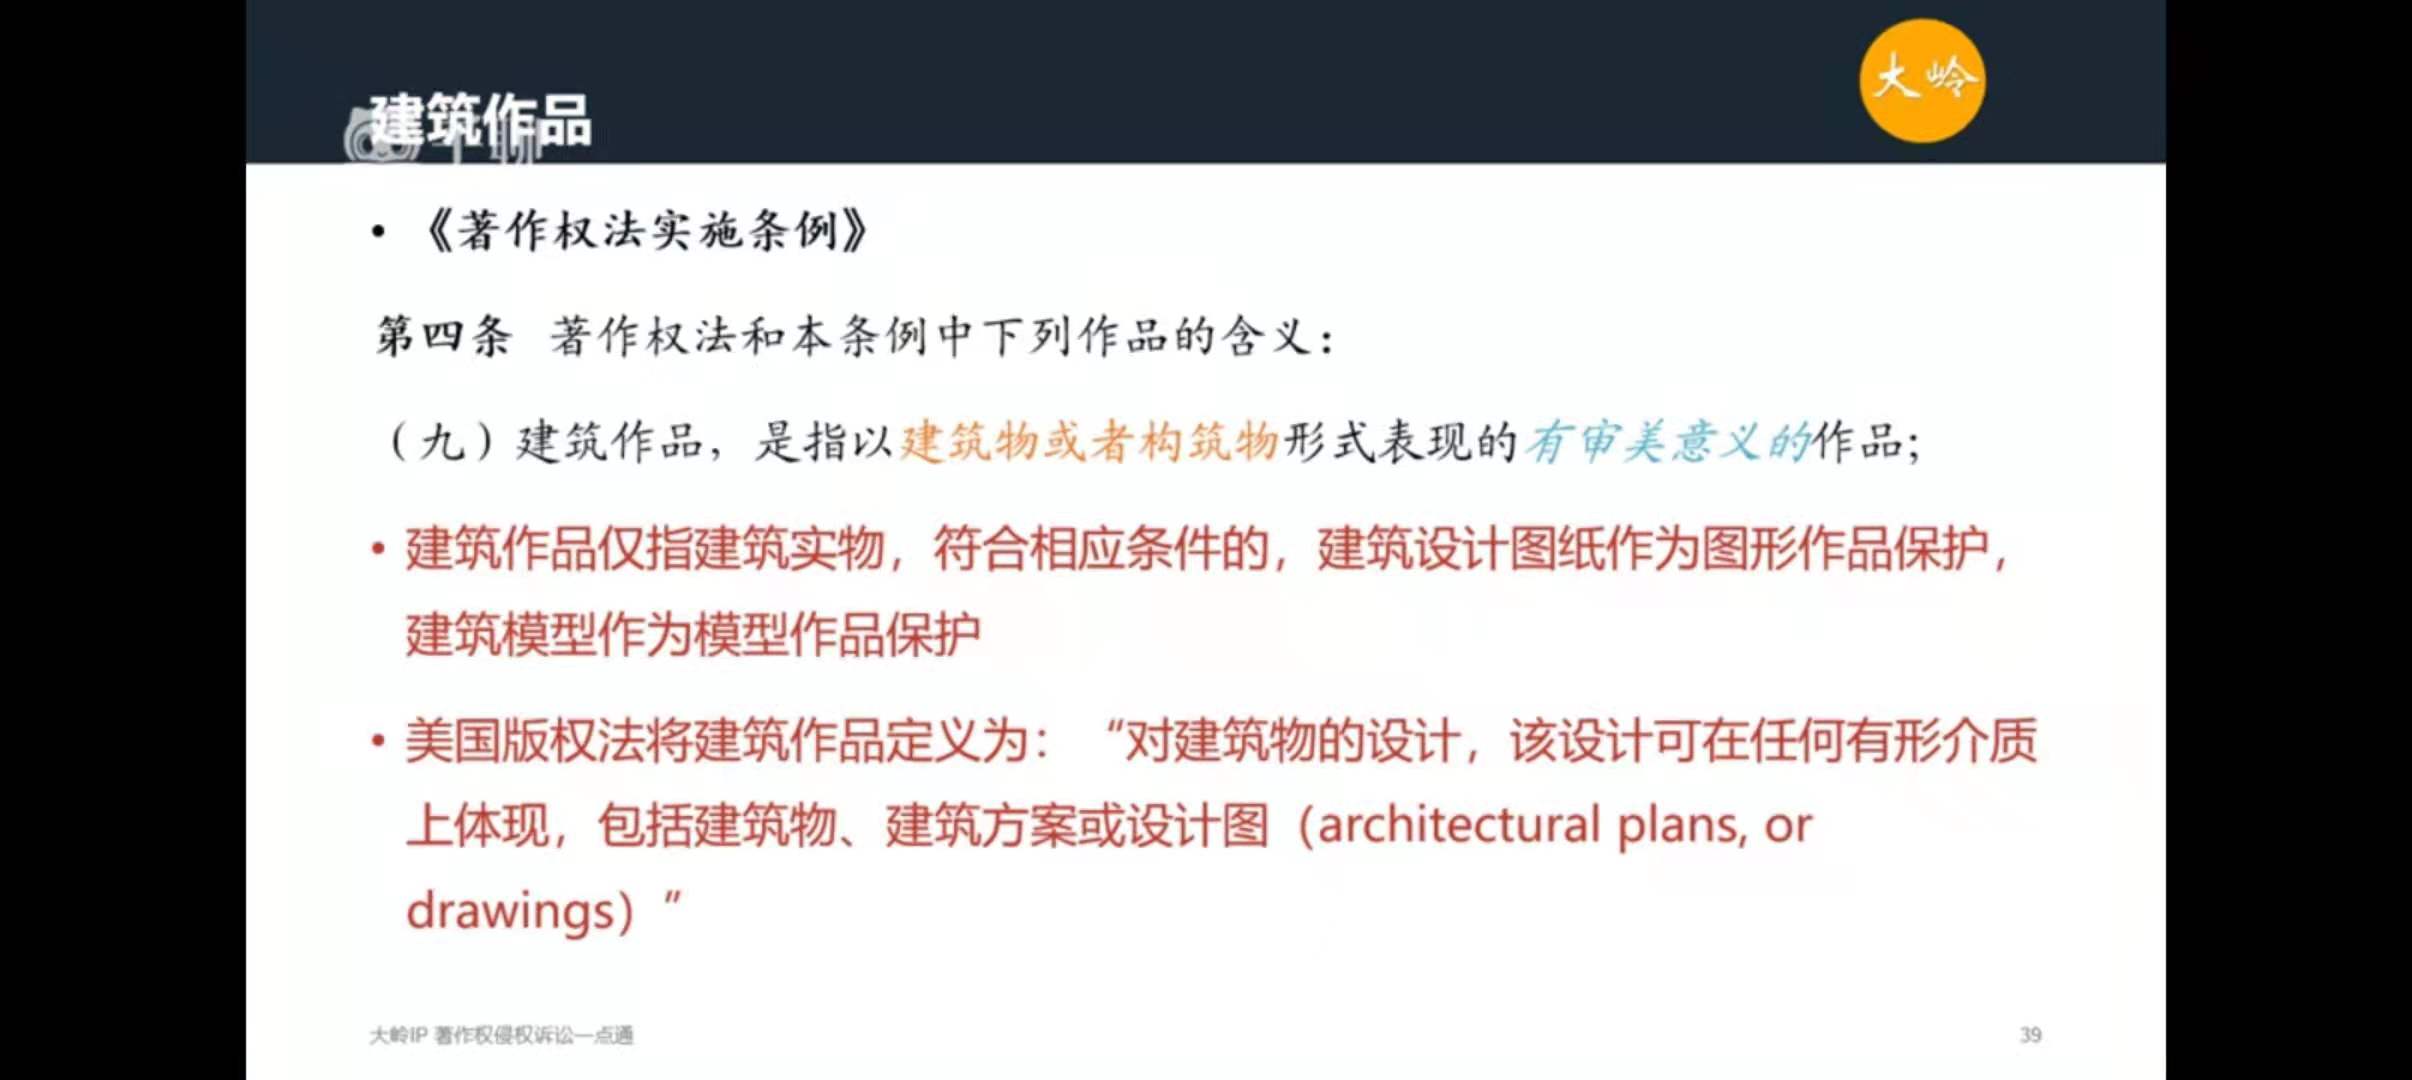 大岭
建筑作品
• 《著作权法实施条例》
第四条 著作权法和本条例中下列作品的含义：
（九）建筑作品，是指以建筑物或者构筑物形式表现的有审美意义的作品；
• 建筑作品仅指建筑实物，符合相应条件的，建筑设计图纸作为图形作品保护，
建筑模型作为模型作品保护
• 美国版权法将建筑作品定义为：“对建筑物的设计，该设计可在任何有形介质
上体现，包括建筑物、建筑方案或设计图（architectural plans, or
drawings）”
大岭IP 著作权侵权诉讼一点通
39